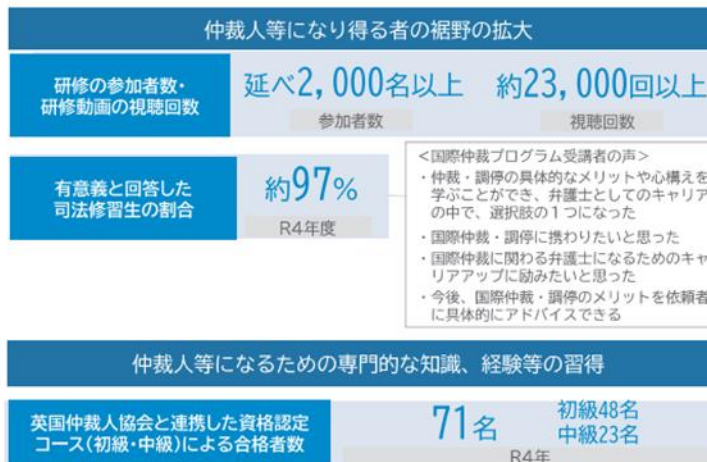 仲裁人等になり得る者の裾野の拡大
研修の参加者数・
研修動画の視聴回数
延べ2,000名以上 約23,000回以上
参加者数 視聴回数
有意義と回答した
司法修習生の割合
約97%
R4年度
<国際仲裁プログラム受講者の声>
・仲裁・調停の具体的なメリットや心構えを
学ぶことができ、弁護士としてのキャリア
の中で、選択肢の1つになった
・国際仲裁・調停に携わりたいと思った
・国際仲裁に関わる弁護士になるためのキャ
リアアップに励みたいと思った
・今後、国際仲裁・調停のメリットを依頼者
に具体的にアドバイスできる
仲裁人等になるための専門的な知識、経験等の習得
英国仲裁人協会と連携した資格認定
コース(初級・中級)による合格者数
71名
初級48名
中級23名
R4年